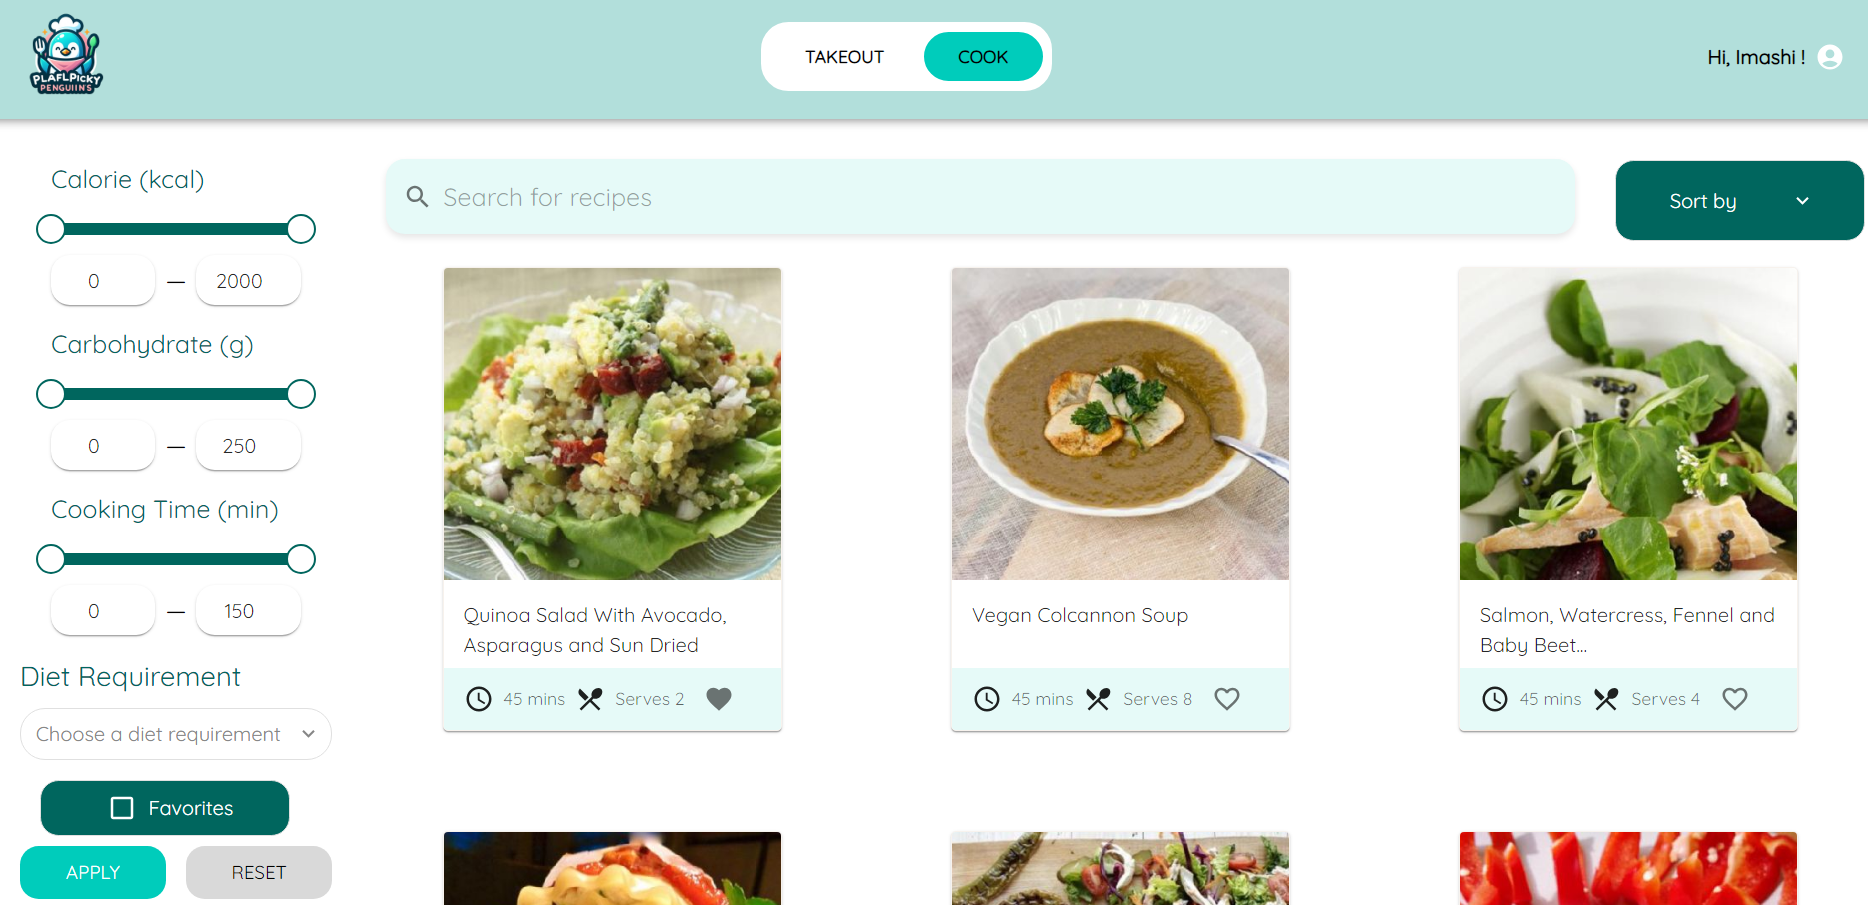 PLAFLPICKY
PENGUIINS
TAKEOUT
COOK
Hi, Imashi !
Calorie (kcal)
0 — 2000
Carbohydrate (g)
0 — 250
Cooking Time (min)
0 — 150
Diet Requirement
Choose a diet requirement
Favorites
APPLY
RESET
Search for recipes
Sort by
Quinoa Salad With Avocado,
Asparagus and Sun Dried
45 mins Serves 2
Vegan Colcannon Soup
45 mins Serves 8
Salmon, Watercress, Fennel and
Baby Beet...
45 mins Serves 4